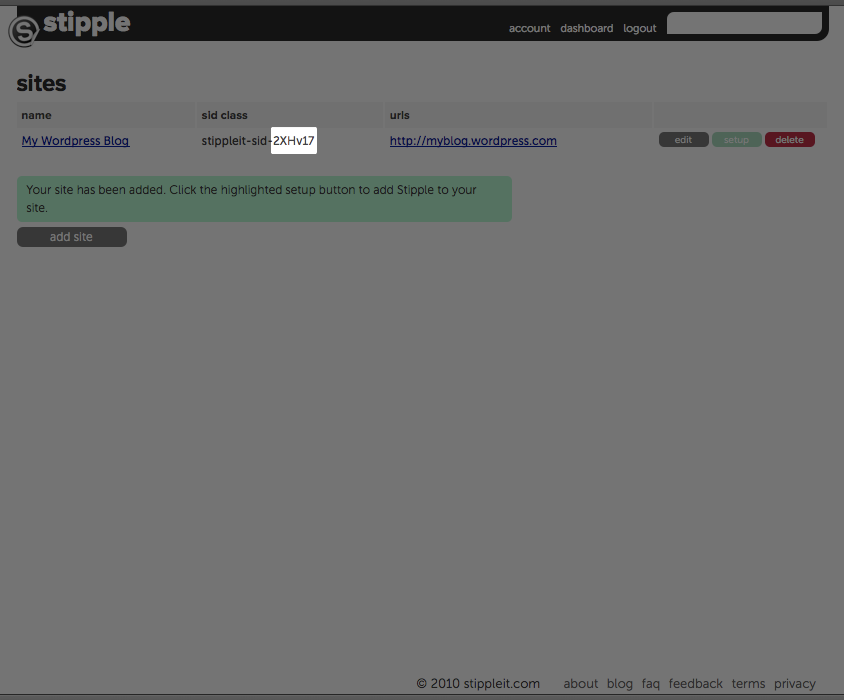 stipple
account dashboard logout
sites
name sid class urls
My Wordpress Blog stippleit-sid-2XHv17 http://myblog.wordpress.com edit setup delete
Your site has been added. Click the highlighted setup button to add Stipple to your
site.
add site
© 2010 stippleit.com about blog faq feedback terms privacy